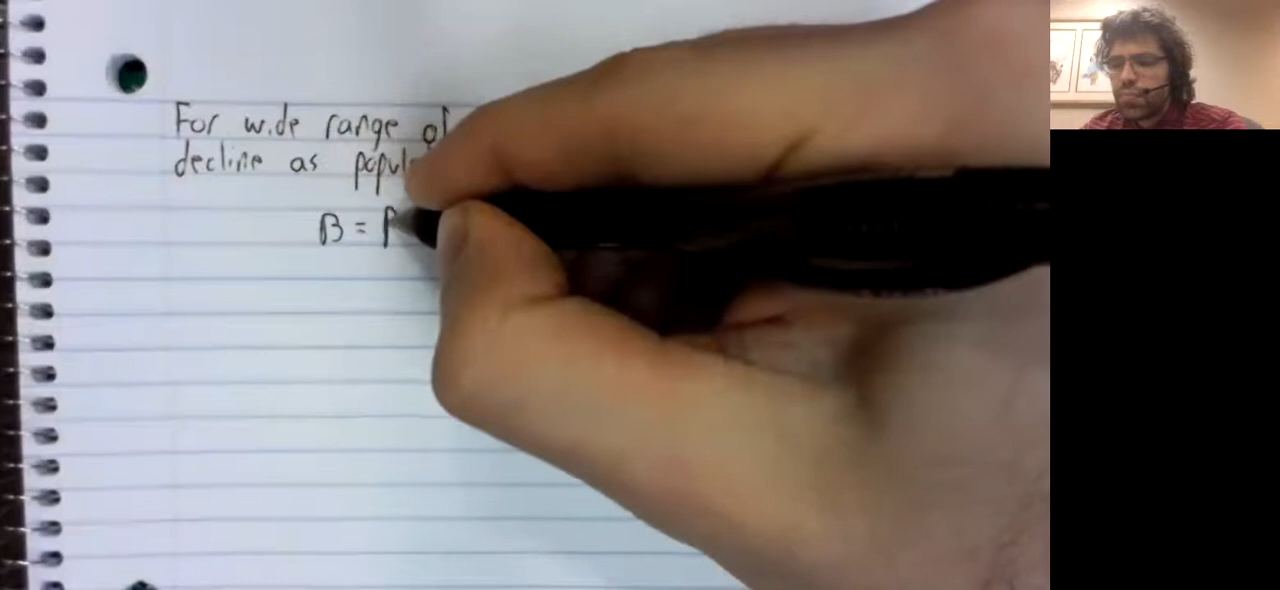 For wide range of
decline as popul
B =